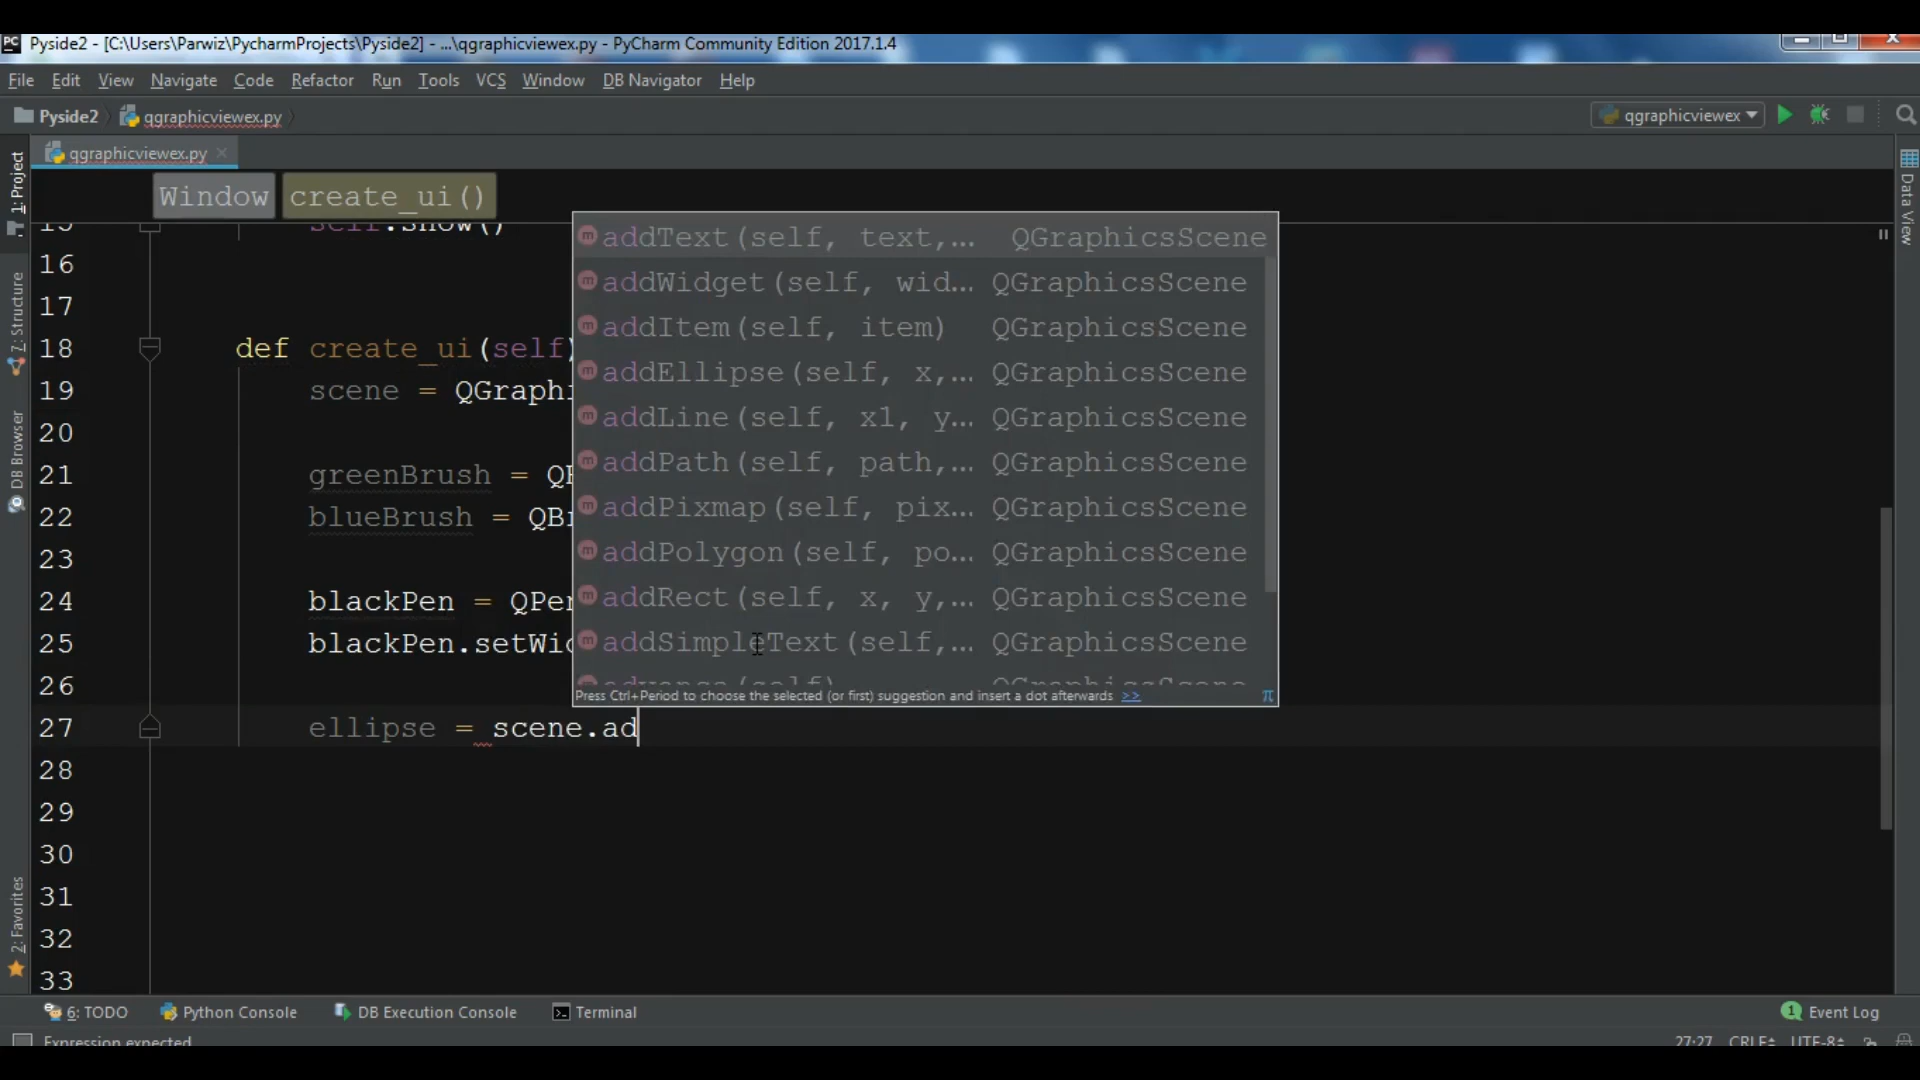 Pyside2 - [C:\Users\Parwiz\PycharmProjects\Pyside2] - ...\qgraphicviewex.py - PyCharm Community Edition 2017.1.4
File Edit View Navigate Code Refactor Run Tools VCS Window DB Navigator Help
Pyside2 qgraphicviewex.py qgraphicviewex
qgraphicviewex.py
Window create_ui()
15 self.show()
16
17
18 def create_ui(self)
19 scene = QGraphi
20
21 greenBrush = QB
22 blueBrush = QBr
23
24 blackPen = QPen
25 blackPen.setWid
26
27 ellipse = scene.ad
28
29
30
31
32
33
addText(self, text,... QGraphicsScene
addWidget(self, wid... QGraphicsScene
addItem(self, item) QGraphicsScene
addEllipse(self, x,... QGraphicsScene
addLine(self, x1, y... QGraphicsScene
addPath(self, path,... QGraphicsScene
addPixmap(self, pix... QGraphicsScene
addPolygon(self, po... QGraphicsScene
addRect(self, x, y,... QGraphicsScene
addSimpleText(self,... QGraphicsScene
advance(self) QGraphicsScene
Press Ctrl+Period to choose the selected (or first) suggestion and insert a dot afterwards >> π
1: Project
7: Structure
DB Browser
2: Favorites
Data View
6: TODO Python Console DB Execution Console Terminal 1 Event Log
Expression expected 27:27 CRLF UTF-8